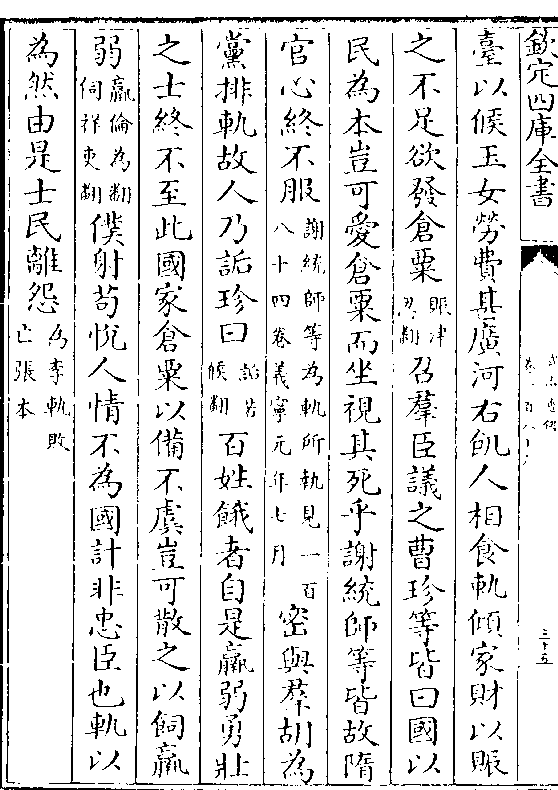 欽定四庫全書
臺以候玉女勞費甚廣河右飢人相食軌傾家財以賑
之不足欲發倉粟賑津忍翻召羣臣議之曹珍等皆曰國以
民為本豈可愛倉粟而坐視其死乎謝統師等皆故隋
官心終不服謝統師等為軌所執見一百八十四卷義寧元年七月密與羣胡為
黨排軌故人乃詬珍曰詬苦候翻百姓餓者自是羸弱勇壯
之士終不至此國家倉粟以備不虞豈可散之以飼羸
弱羸倫為翻飼祥吏翻僕射苟悅人情不為國計非忠臣也軌以
為然由是士民離怨為李軌敗亡張本
三十五